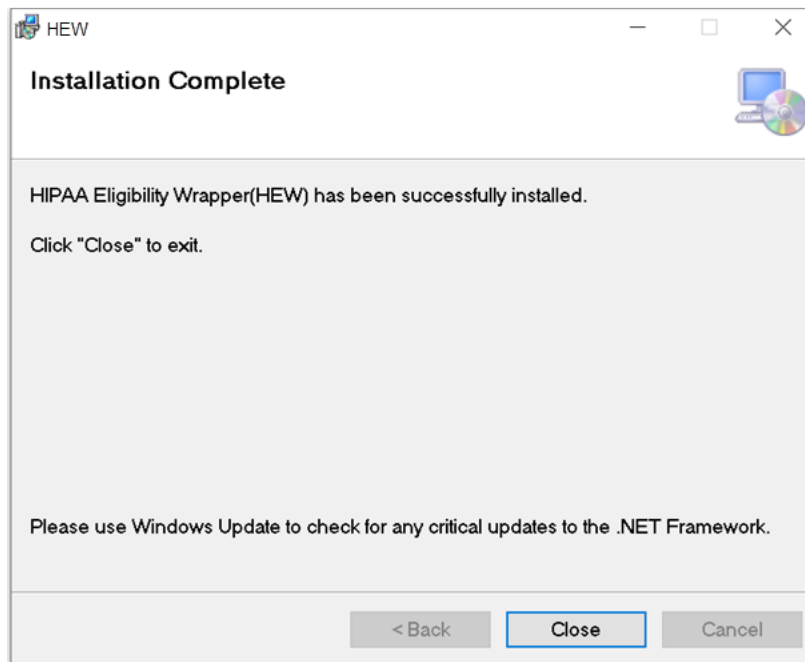 HEW
Installation Complete
HIPAA Eligibility Wrapper(HEW) has been successfully installed.
Click "Close" to exit.
Please use Windows Update to check for any critical updates to the .NET Framework.
< Back
Close
Cancel